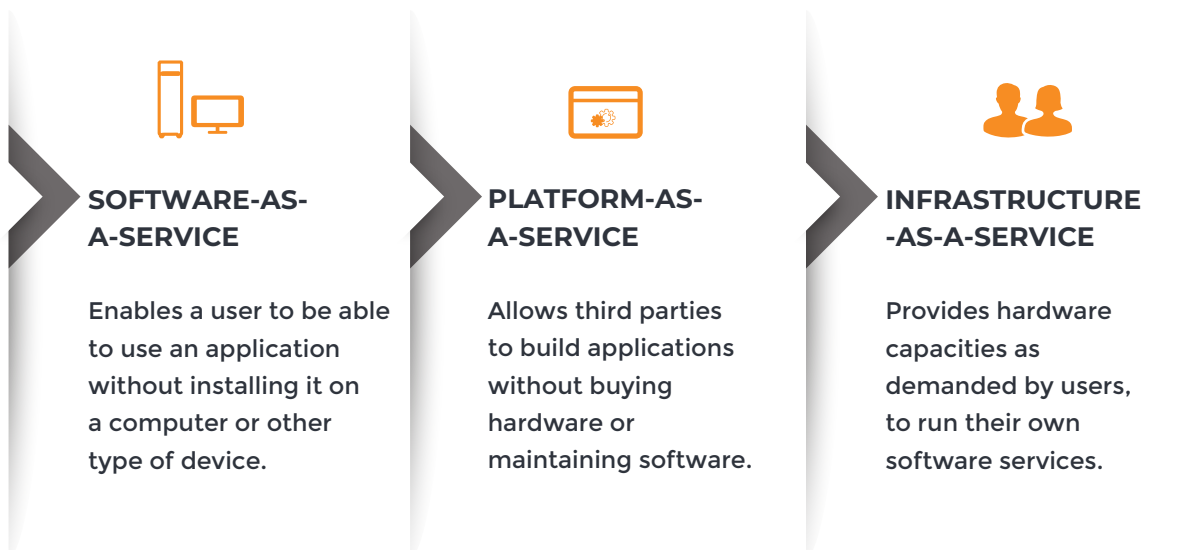 SOFTWARE-AS-
A-SERVICE
Enables a user to be able
to use an application
without installing it on
a computer or other
type of device.
PLATFORM-AS-
A-SERVICE
Allows third parties
to build applications
without buying
hardware or
maintaining software.
INFRASTRUCTURE
-AS-A-SERVICE
Provides hardware
capacities as
demanded by users,
to run their own
software services.